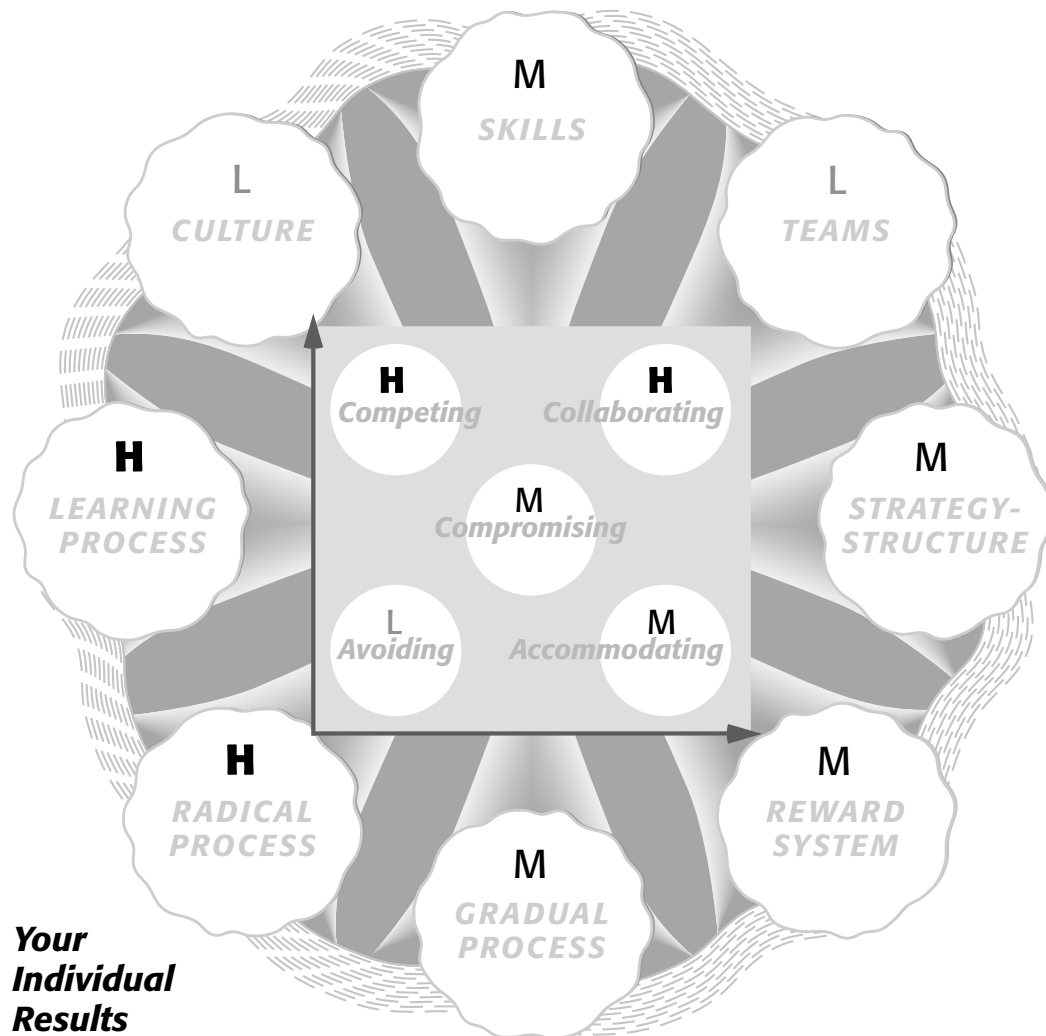 M
SKILLS
L
CULTURE
L
TEAMS
H
Competing
H
Collaborating
H
LEARNING
PROCESS
M
Compromising
M
STRATEGY-
STRUCTURE
L
Avoiding
M
Accommodating
H
RADICAL
PROCESS
M
GRADUAL
PROCESS
M
REWARD
SYSTEM
Your
Individual
Results